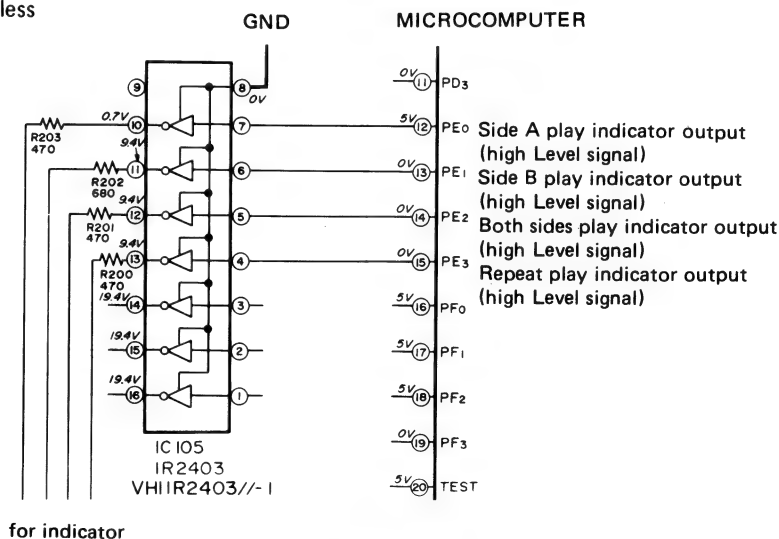 less
GND
MICROCOMPUTER
9
8
0V
0V 11 PD3
0.7V 10
7
5V 12 PE0 Side A play indicator output
(high Level signal)
R203
470
9.4V
11
6
0V 13 PE1 Side B play indicator output
(high Level signal)
R202
680
9.4V
12
5
0V 14 PE2 Both sides play indicator output
(high Level signal)
R201
470
9.4V
13
4
0V 15 PE3 Repeat play indicator output
(high Level signal)
R200
470
19.4V
14
3
5V 16 PF0
19.4V
15
2
5V 17 PF1
19.4V
16
1
5V 18 PF2
0V 19 PF3
5V 20 TEST
IC105
IR2403
VHIIR2403//-1
for indicator